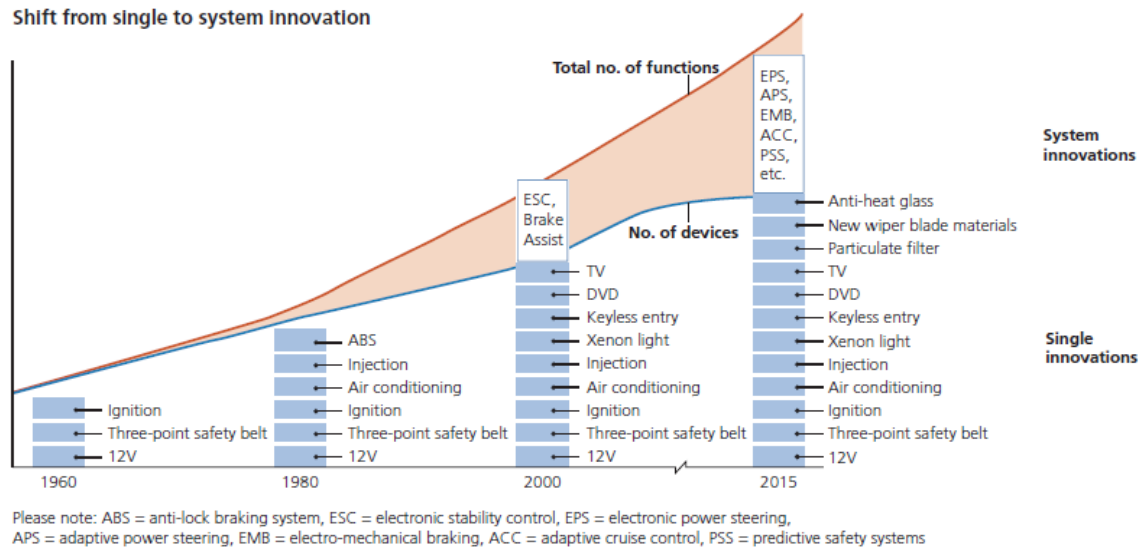 Shift from single to system innovation
Total no. of functions
EPS,
APS,
EMB,
ACC,
PSS,
etc.
System
innovations
ESC,
Brake
Assist
No. of devices
Anti-heat glass
New wiper blade materials
Particulate filter
TV
DVD
Keyless entry
Xenon light
Injection
Air conditioning
Ignition
Three-point safety belt
12V
TV
DVD
Keyless entry
Xenon light
Injection
Air conditioning
Ignition
Three-point safety belt
12V
Single
innovations
ABS
Injection
Air conditioning
Ignition
Three-point safety belt
12V
Ignition
Three-point safety belt
12V
1960
1980
2000
2015
Please note: ABS = anti-lock braking system, ESC = electronic stability control, EPS = electronic power steering,
APS = adaptive power steering, EMB = electro-mechanical braking, ACC = adaptive cruise control, PSS = predictive safety systems